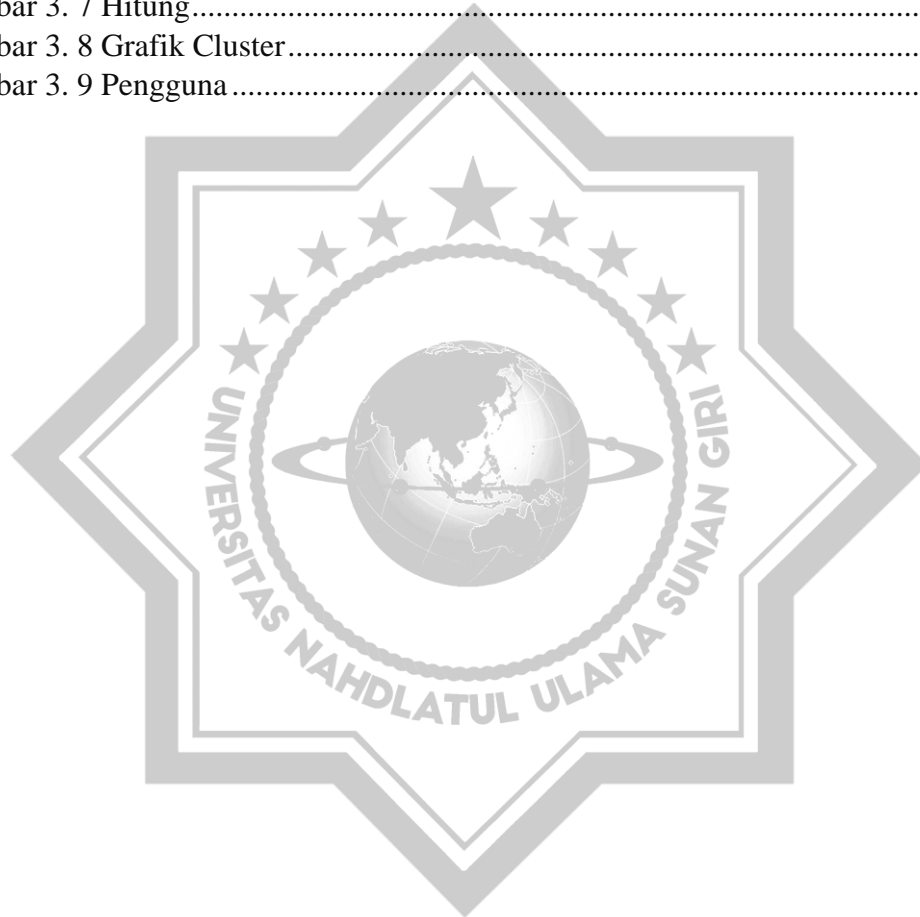 bar 3. 7 Hitung................................................................................................
bar 3. 8 Grafik Cluster....................................................................................
bar 3. 9 Pengguna...........................................................................................
UNIVERSITAS NAHDLATUL ULAMA SUNAN GIRI